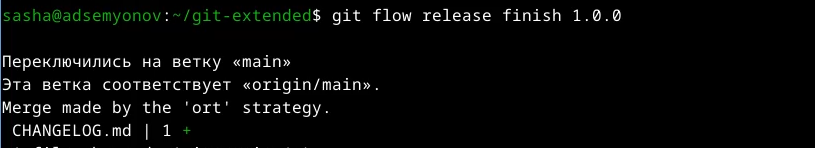 sasha@adsemyonov:~/git-extended$ git flow release finish 1.0.0
Переключились на ветку «main»
Эта ветка соответствует «origin/main».
Merge made by the 'ort' strategy.
CHANGELOG.md | 1 +